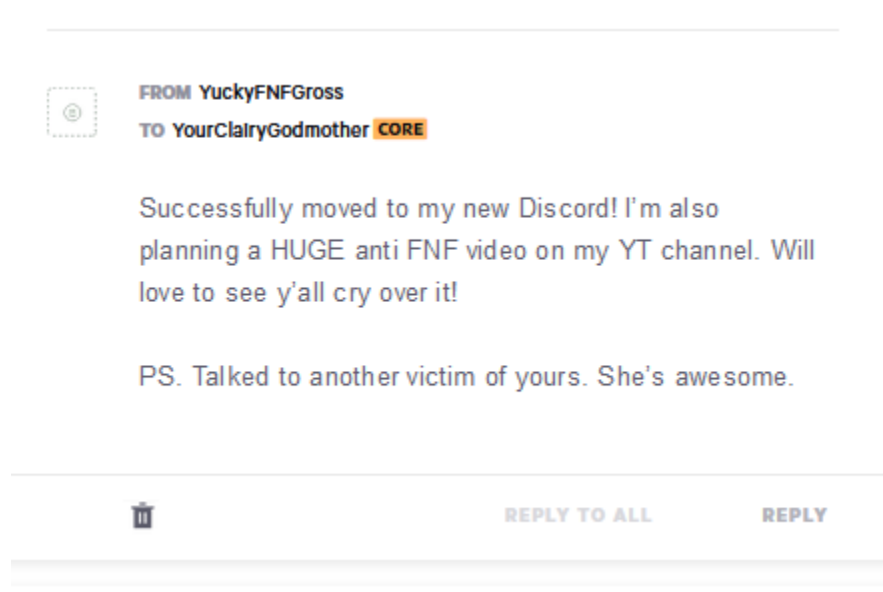 FROM YuckyFNFGross
TO YourClairyGodmother CORE
Successfully moved to my new Discord! I'm also
planning a HUGE anti FNF video on my YT channel. Will
love to see y'all cry over it!
PS. Talked to another victim of yours. She's awesome.
REPLY TO ALL REPLY